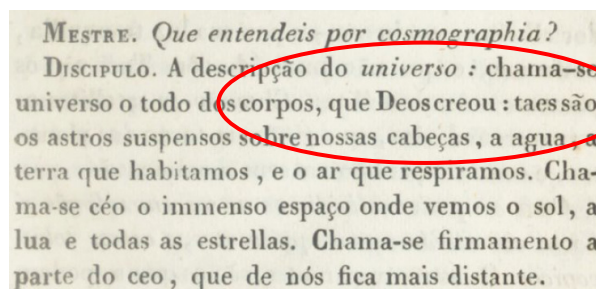 MESTRE. Que entendeis por cosmographia?
DISCIPULO. A descripção do universo : chama-se
universo o todo dos corpos, que Deos creou : taes são
os astros suspensos sobre nossas cabeças, a agua, a
terra que habitamos, e o ar que respiramos. Cha-
ma-se céo o immenso espaço onde vemos o sol, a
lua e todas as estrellas. Chama-se firmamento a
parte do ceo, que de nós fica mais distante.